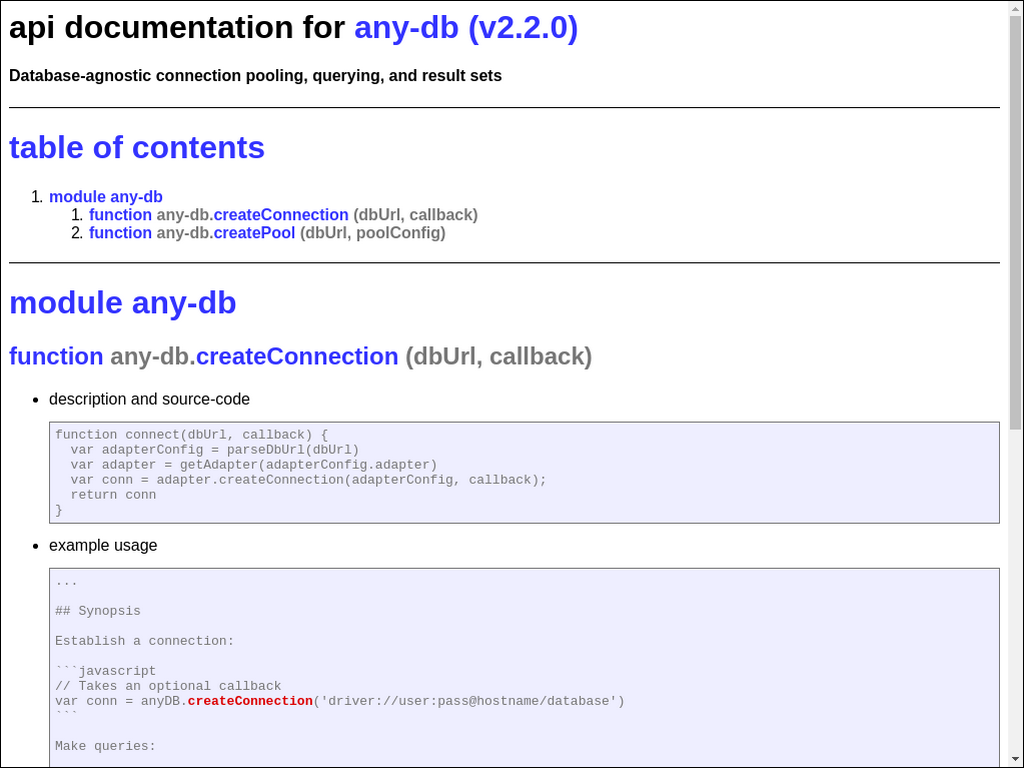 api documentation for any-db (v2.2.0)
Database-agnostic connection pooling, querying, and result sets
table of contents
1. module any-db
1. function any-db.createConnection (dbUrl, callback)
2. function any-db.createPool (dbUrl, poolConfig)
module any-db
function any-db.createConnection (dbUrl, callback)
• description and source-code
function connect(dbUrl, callback) {
  var adapterConfig = parseDbUrl(dbUrl)
  var adapter = getAdapter(adapterConfig.adapter)
  var conn = adapter.createConnection(adapterConfig, callback);
  return conn
}
• example usage
...
## Synopsis
Establish a connection:
```javascript
// Takes an optional callback
var conn = anyDB.createConnection('driver://user:pass@hostname/database')
```
Make queries: